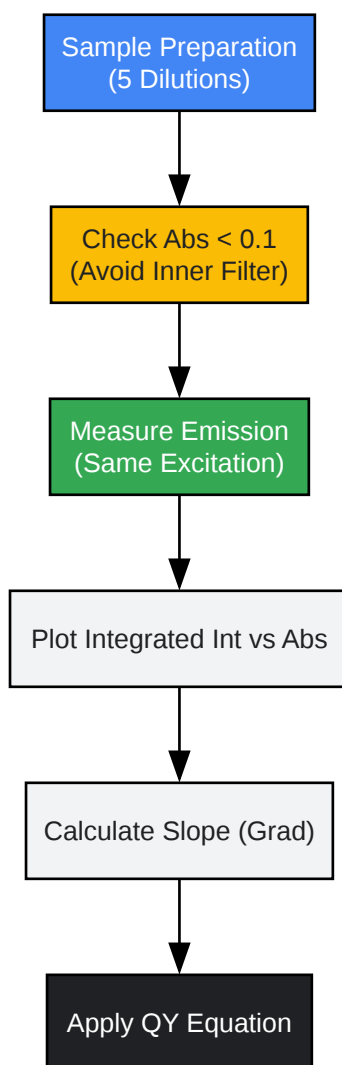 Sample Preparation
(5 Dilutions)
Check Abs < 0.1
(Avoid Inner Filter)
Measure Emission
(Same Excitation)
Plot Integrated Int vs Abs
Calculate Slope (Grad)
Apply QY Equation